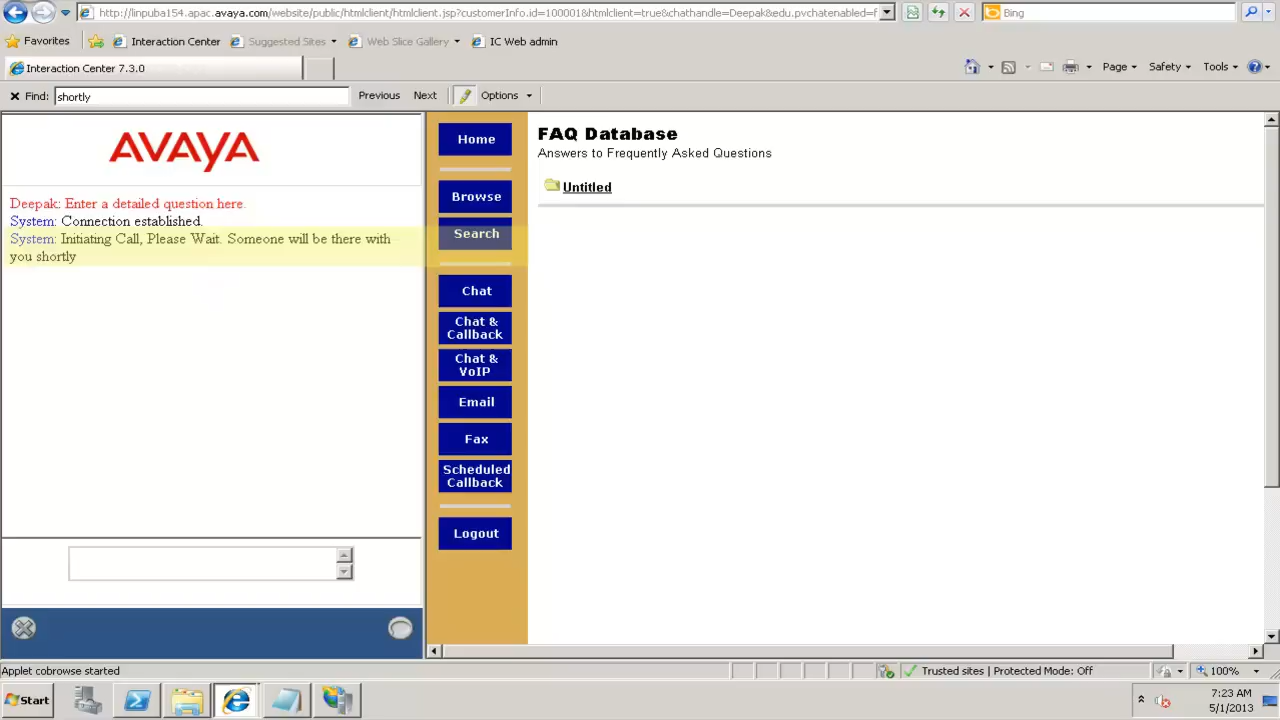 http://linpuba154.apac.avaya.com/website/public/htmlclient/htmlclient.jsp?customerInfo.id=100001&htmlclient=true&chathandle=Deepak&edu.pvchatenabled=f
Bing
Favorites
Interaction Center
Suggested Sites
Web Slice Gallery
IC Web admin
Interaction Center 7.3.0
Page
Safety
Tools
Find:
shortly
Previous
Next
Options
AVAYA
Deepak: Enter a detailed question here.
System: Connection established.
System: Initiating Call, Please Wait. Someone will be there with
you shortly
Home
Browse
Search
Chat
Chat &
Callback
Chat &
VoIP
Email
Fax
Scheduled
Callback
Logout
FAQ Database
Answers to Frequently Asked Questions
Untitled
Applet cobrowse started
Trusted sites | Protected Mode: Off
100%
Start
7:23 AM
5/1/2013